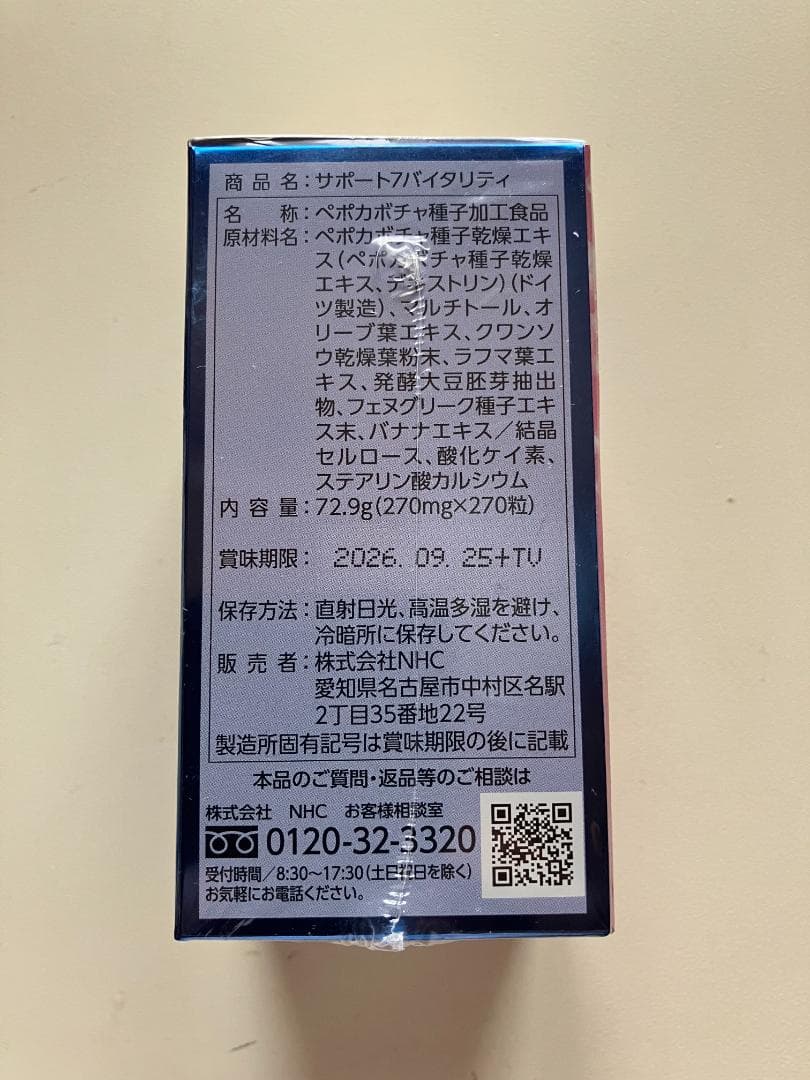 商品名：サポート7バイタリティ
名称：ペポカボチャ種子加工食品
原材料名：ペポカボチャ種子乾燥エキ
ス(ペポカボチャ種子乾燥
エキス、デキストリン)(ドイ
ツ製造)、マルチトール、オ
リーブ葉エキス、クワンソ
ウ乾燥葉粉末、ラフマ葉エ
キス、発酵大豆胚芽抽出
物、フェヌグリーク種子エキ
ス末、バナナエキス／結晶
セルロース、酸化ケイ素、
ステアリン酸カルシウム
内容量：72.9g(270mg×270粒)
賞味期限：2026.09.25+TV
保存方法：直射日光、高温多湿を避け、
冷暗所に保存してください。
販売者：株式会社NHC
愛知県名古屋市中村区名駅
2丁目35番地22号
製造所固有記号は賞味期限の後に記載
本品のご質問・返品等のご相談は
株式会社 NHC お客様相談室
0120-32-3320
受付時間／8:30～17:30(土日祝日を除く)
お気軽にお電話ください。